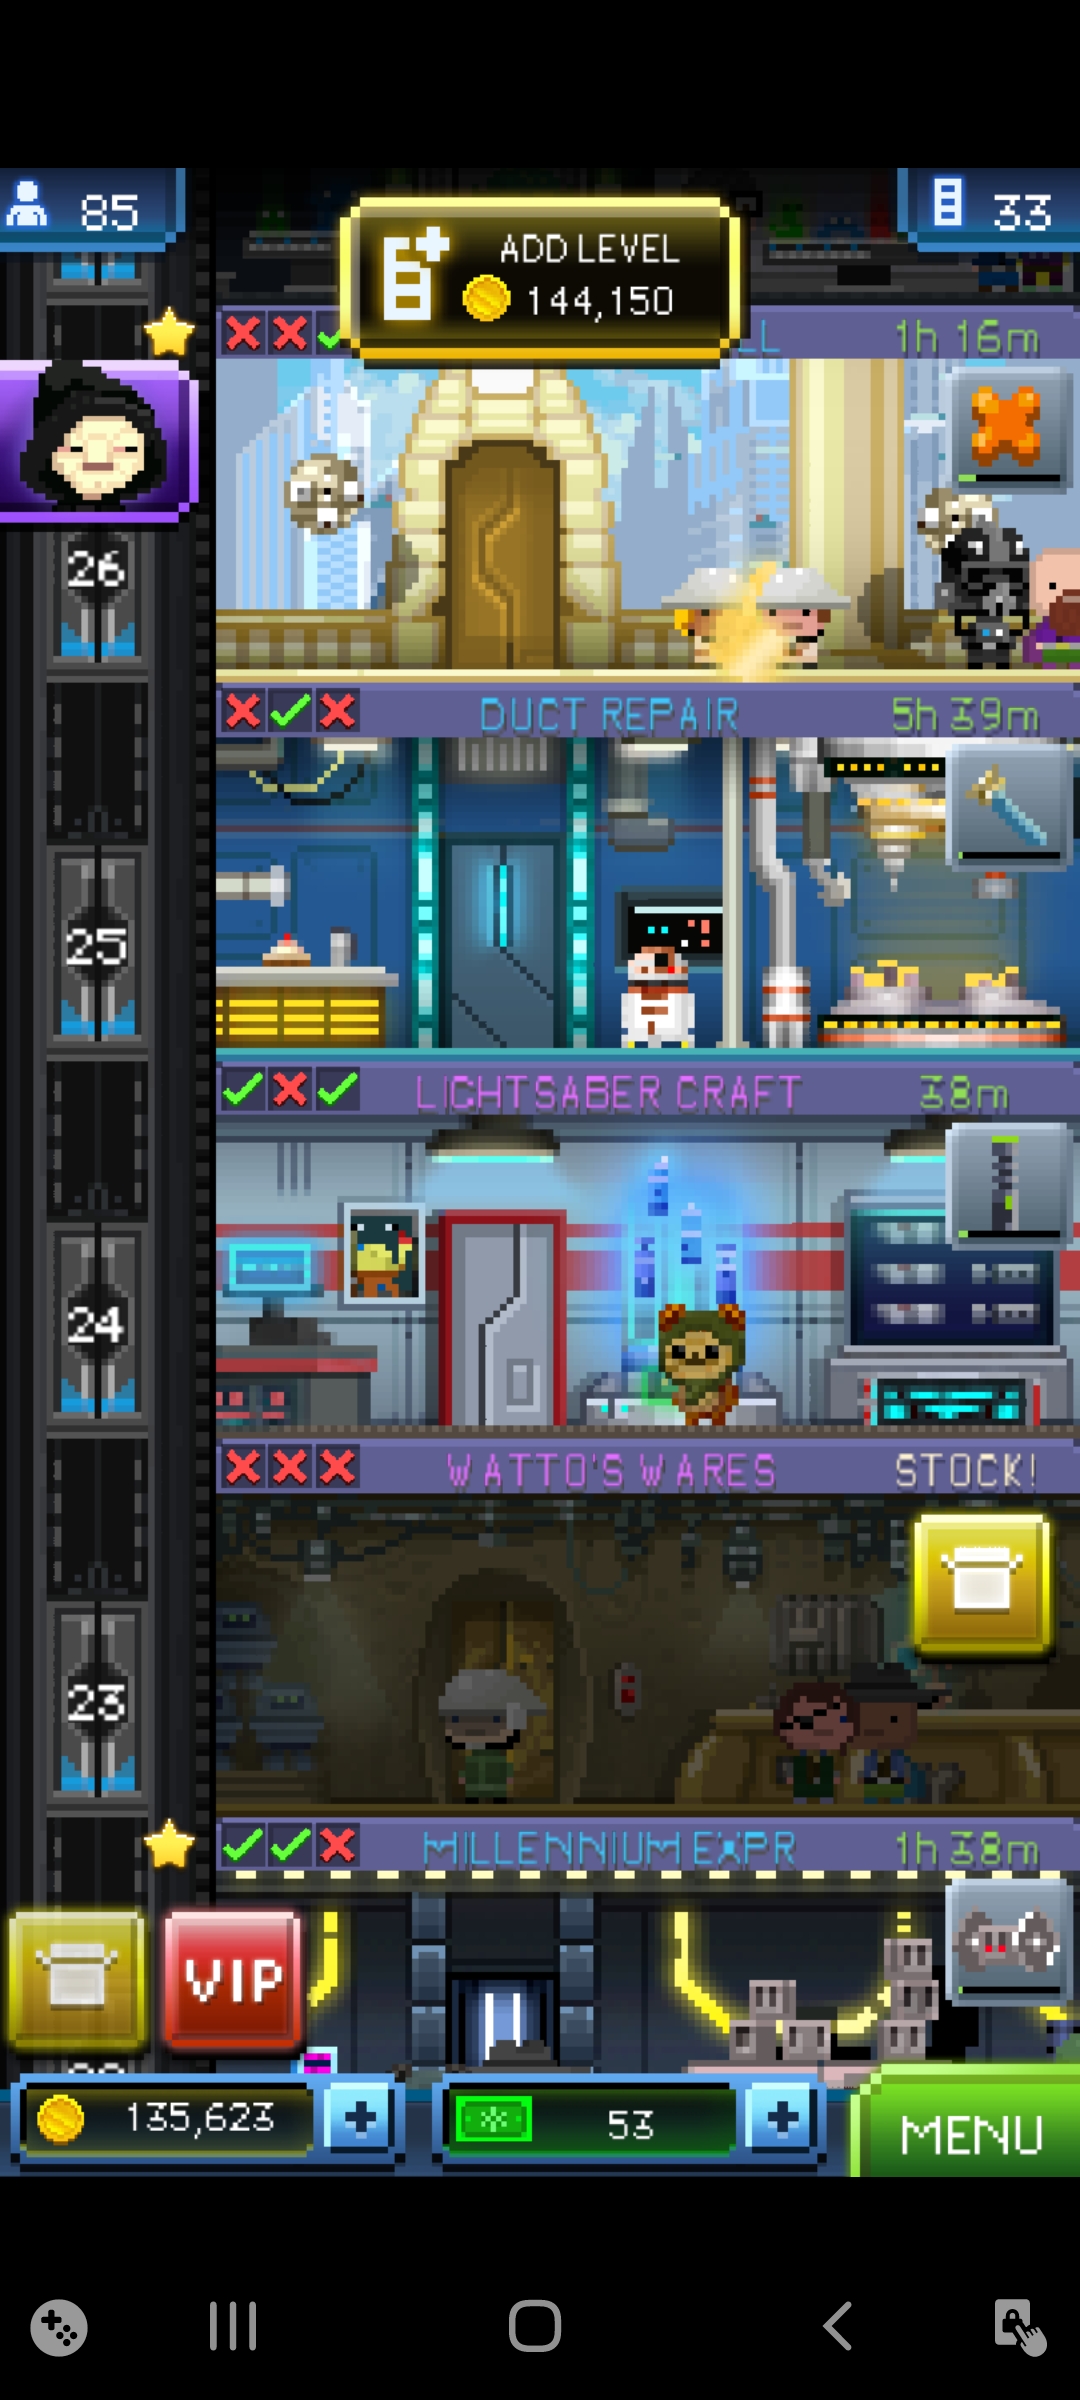 85
33
ADD LEVEL
144,150
LL
1h 16m
26
DUCT REPAIR
5h 39m
25
LIGHTSABER CRAFT
38m
24
WATTO'S WARES
STOCK!
23
MILLENNIUM EXPR
1h 38m
VIP
135,623
53
MENU